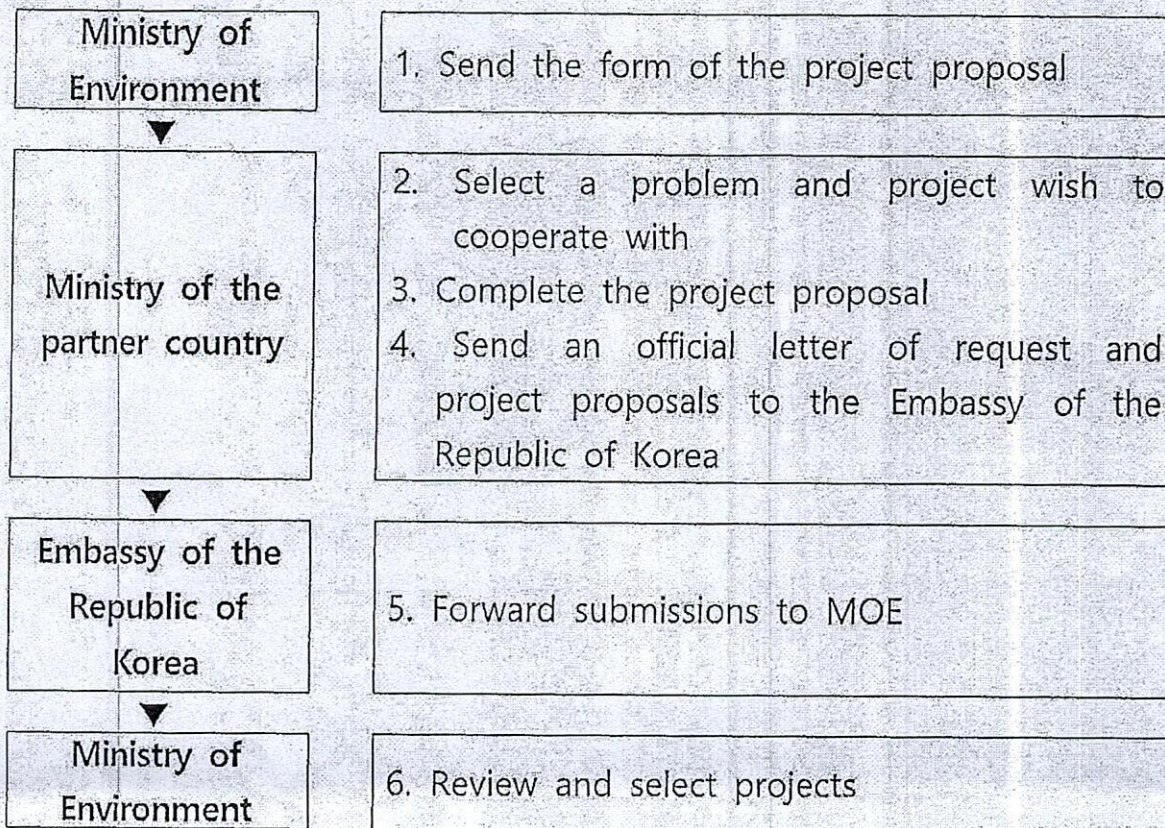 Ministry of
Environment
1. Send the form of the project proposal
Ministry of the
partner country
2. Select a problem and project wish to
cooperate with
3. Complete the project proposal
4. Send an official letter of request and
project proposals to the Embassy of the
Republic of Korea
Embassy of the
Republic of
Korea
5. Forward submissions to MOE
Ministry of
Environment
6. Review and select projects